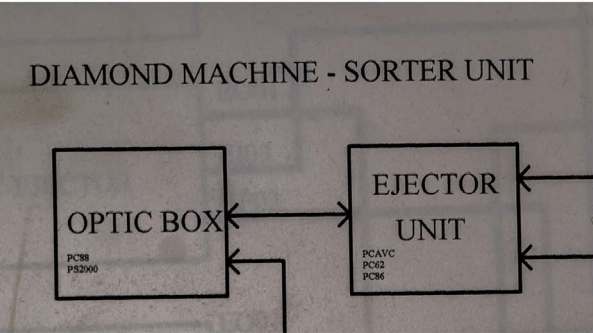 DIAMOND MACHINE - SORTER UNIT
OPTIC BOX
PC88
PS2000
EJECTOR
UNIT
PCAVC
PC62
PC86